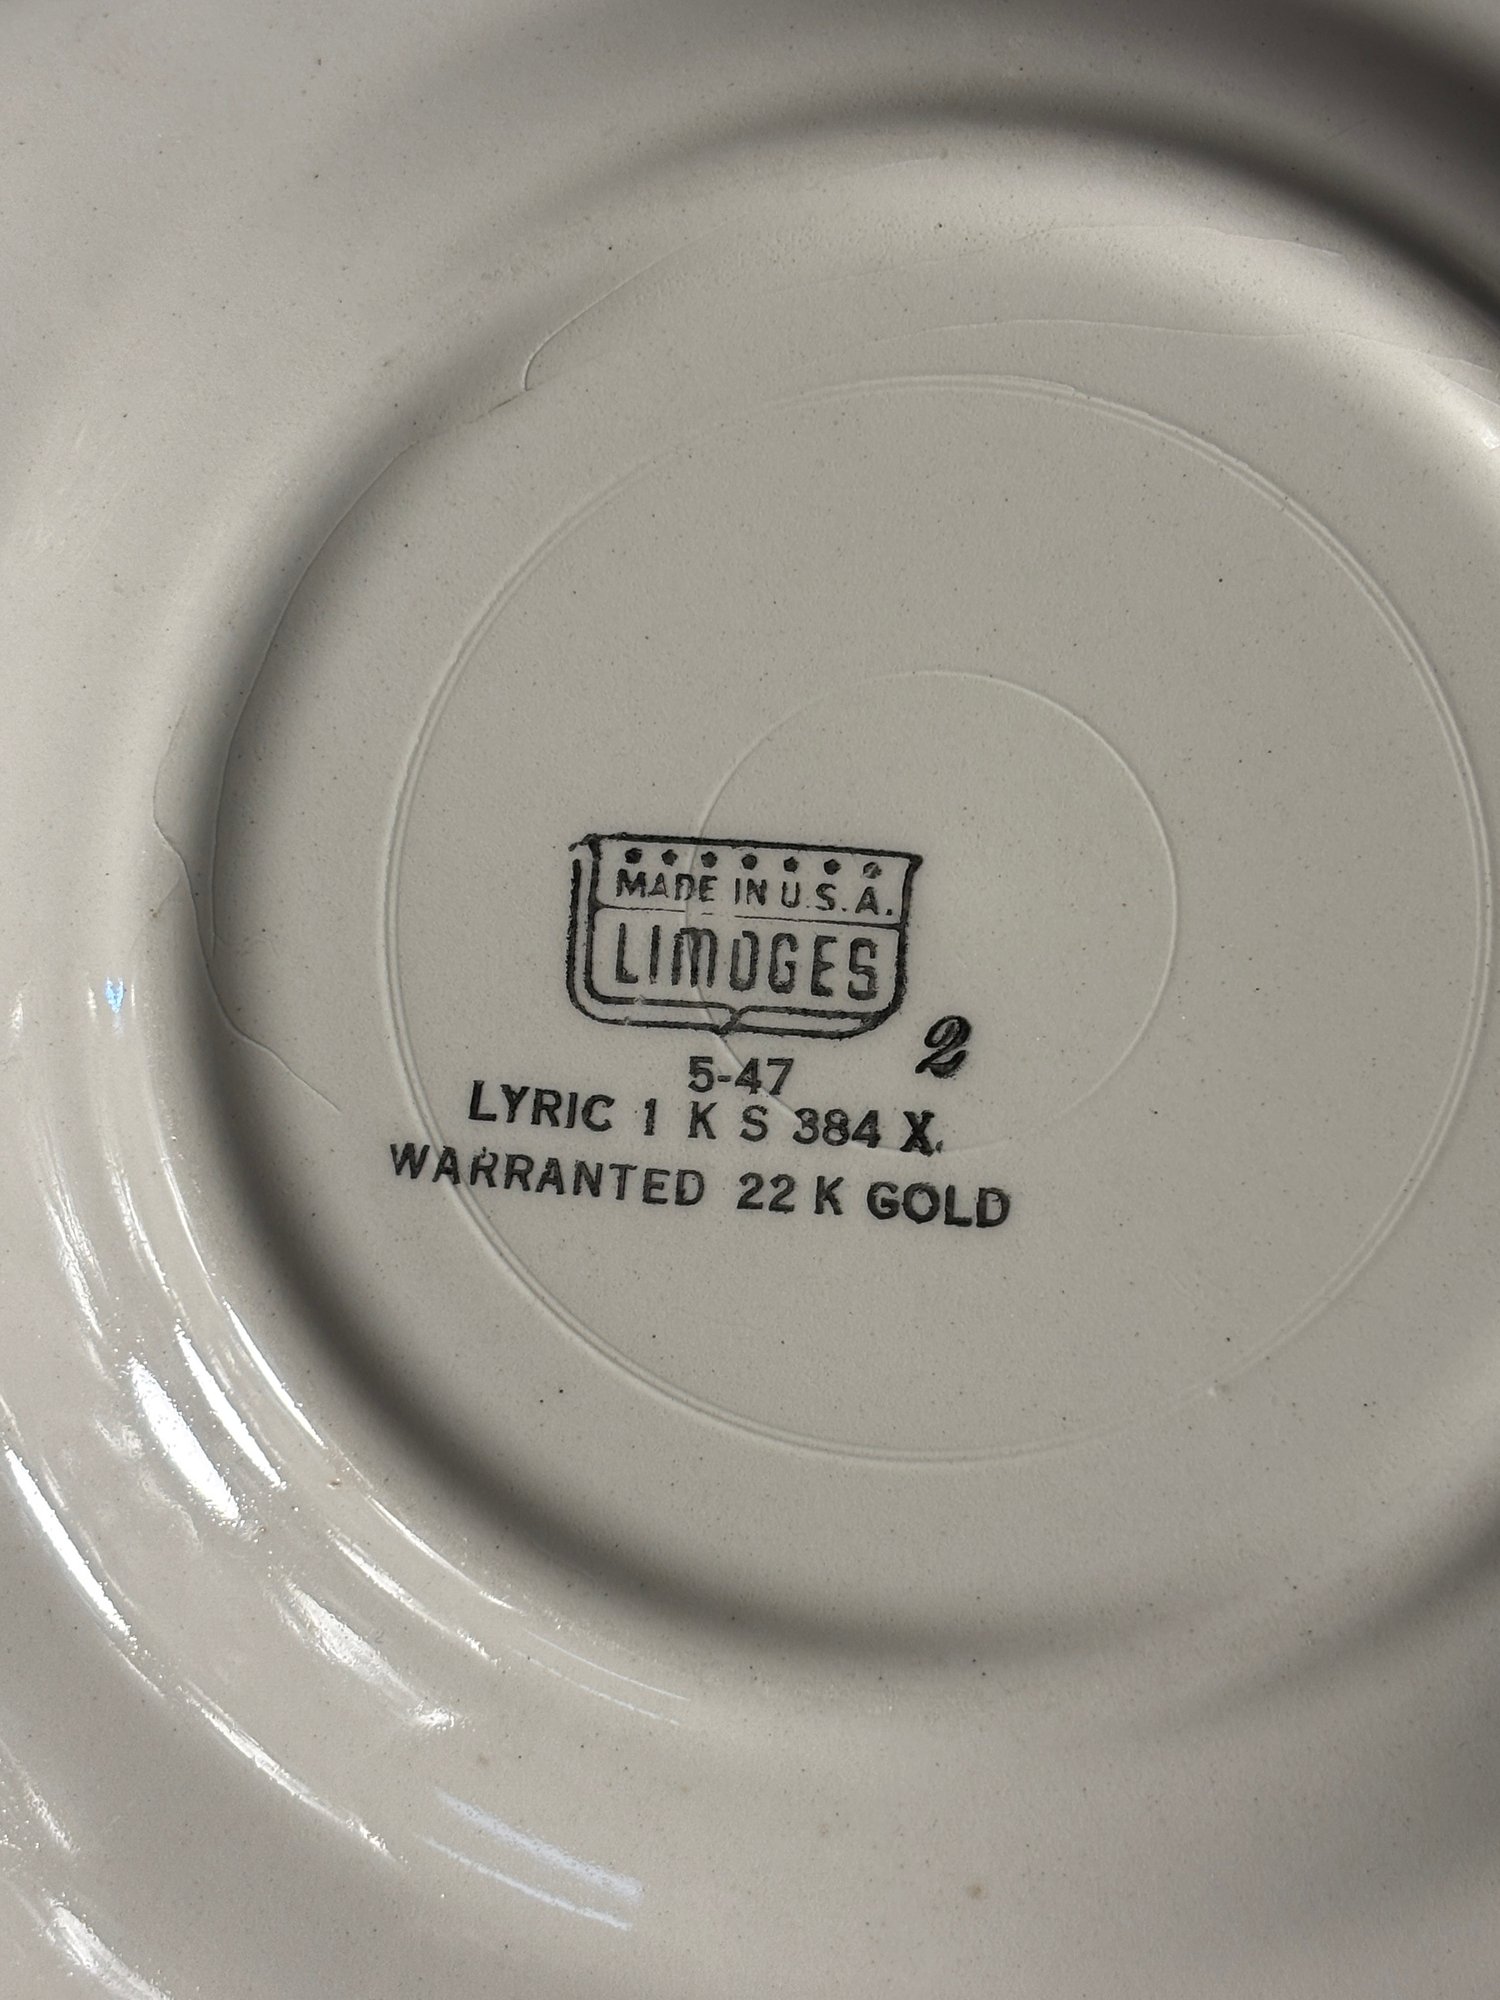 MADE IN U.S.A.
LIMOGES
2
5-47
LYRIC 1 K S 384 X.
WARRANTED 22 K GOLD